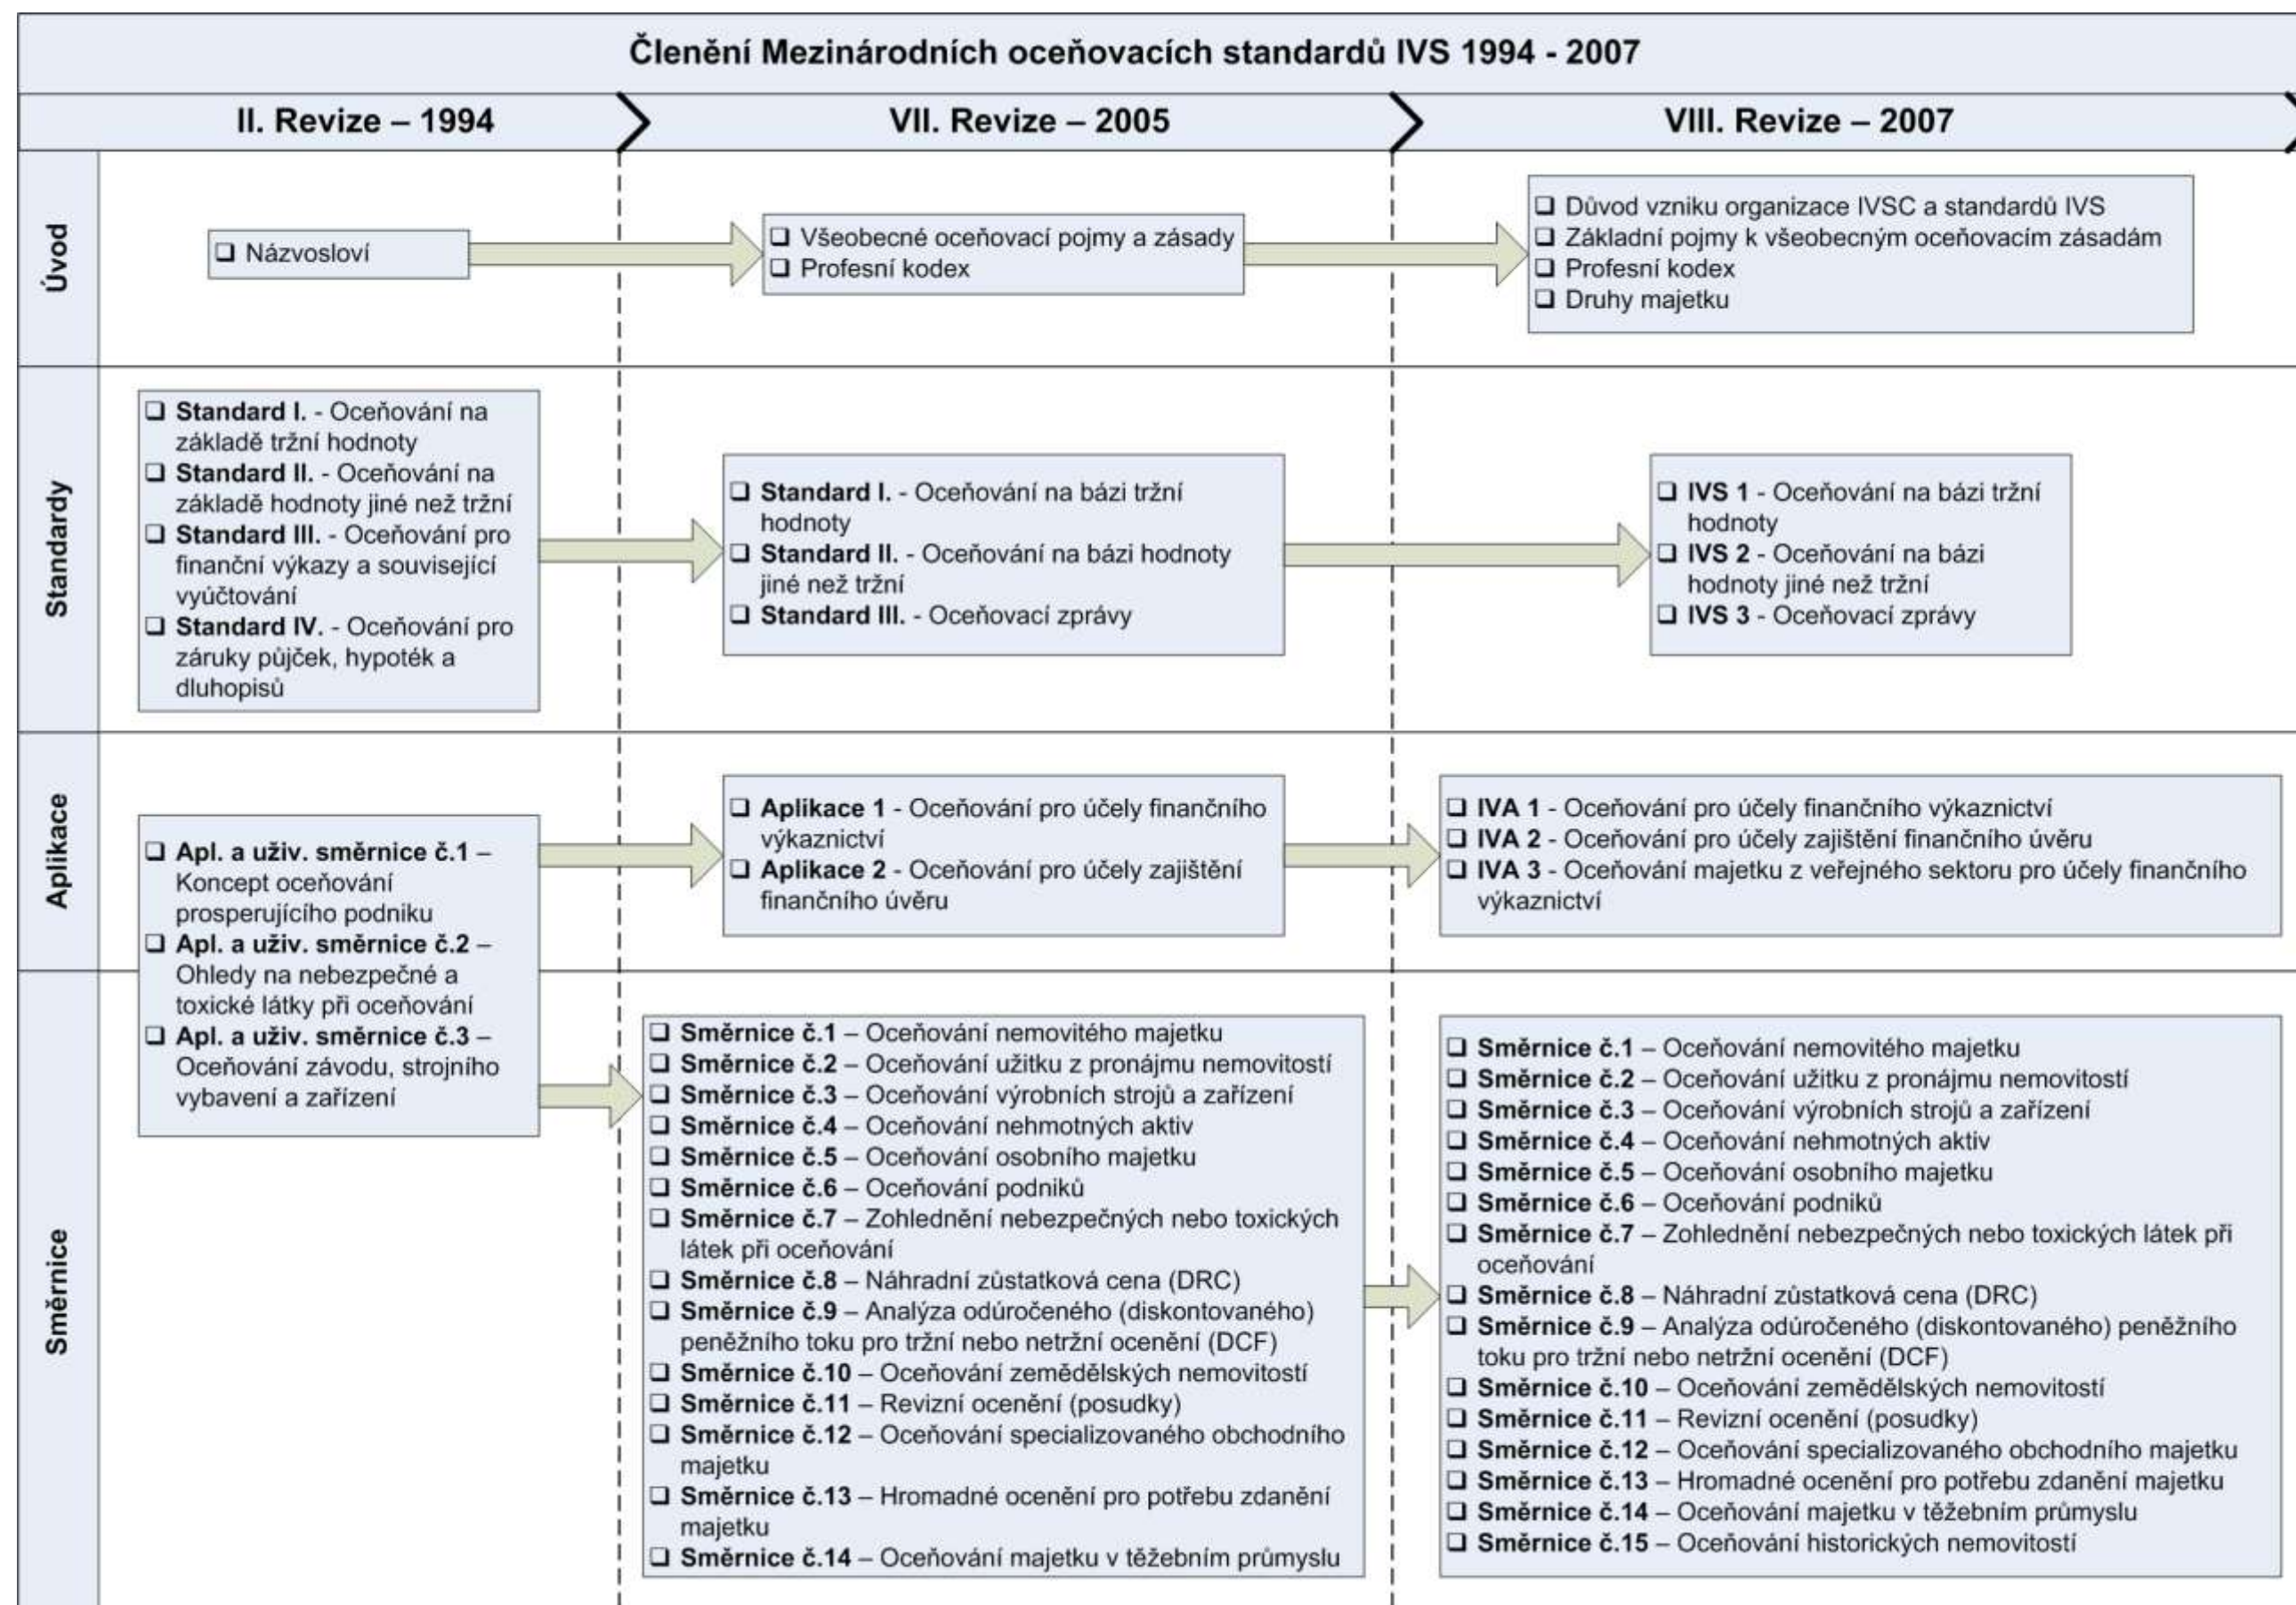 Členění Mezinárodních oceňovacích standardů IVS 1994 - 2007
II. Revize – 1994
VII. Revize – 2005
VIII. Revize – 2007
Úvod
❑ Názvosloví
❑ Všeobecné oceňovací pojmy a zásady
❑ Profesní kodex
❑ Důvod vzniku organizace IVSC a standardů IVS
❑ Základní pojmy k všeobecným oceňovacím zásadám
❑ Profesní kodex
❑ Druhy majetku
Standardy
❑ Standard I. - Oceňování na
základě tržní hodnoty
❑ Standard II. - Oceňování na
základě hodnoty jiné než tržní
❑ Standard III. - Oceňování pro
finanční výkazy a související
vyúčtování
❑ Standard IV. - Oceňování pro
záruky půjček, hypoték a
dluhopisů
❑ Standard I. - Oceňování na bázi tržní
hodnoty
❑ Standard II. - Oceňování na bázi hodnoty
jiné než tržní
❑ Standard III. - Oceňovací zprávy
❑ IVS 1 - Oceňování na bázi tržní
hodnoty
❑ IVS 2 - Oceňování na bázi
hodnoty jiné než tržní
❑ IVS 3 - Oceňovací zprávy
Aplikace
❑ Apl. a uživ. směrnice č.1 –
Koncept oceňování
prosperujícího podniku
❑ Apl. a uživ. směrnice č.2 –
Ohledy na nebezpečné a
toxické látky při oceňování
❑ Apl. a uživ. směrnice č.3 –
Oceňování závodu, strojního
vybavení a zařízení
❑ Aplikace 1 - Oceňování pro účely finančního
výkaznictví
❑ Aplikace 2 - Oceňování pro účely zajištění
finančního úvěru
❑ IVA 1 - Oceňování pro účely finančního výkaznictví
❑ IVA 2 - Oceňování pro účely zajištění finančního úvěru
❑ IVA 3 - Oceňování majetku z veřejného sektoru pro účely finančního
výkaznictví
Směrnice
❑ Směrnice č.1 – Oceňování nemovitého majetku
❑ Směrnice č.2 – Oceňování užitku z pronájmu nemovitostí
❑ Směrnice č.3 – Oceňování výrobních strojů a zařízení
❑ Směrnice č.4 – Oceňování nehmotných aktiv
❑ Směrnice č.5 – Oceňování osobního majetku
❑ Směrnice č.6 – Oceňování podniků
❑ Směrnice č.7 – Zohlednění nebezpečných nebo toxických
látek při oceňování
❑ Směrnice č.8 – Náhradní zůstatková cena (DRC)
❑ Směrnice č.9 – Analýza odúročeného (diskontovaného)
peněžního toku pro tržní nebo netržní ocenění (DCF)
❑ Směrnice č.10 – Oceňování zemědělských nemovitostí
❑ Směrnice č.11 – Revizní ocenění (posudky)
❑ Směrnice č.12 – Oceňování specializovaného obchodního
majetku
❑ Směrnice č.13 – Hromadné ocenění pro potřebu zdanění
majetku
❑ Směrnice č.14 – Oceňování majetku v těžebním průmyslu
❑ Směrnice č.1 – Oceňování nemovitého majetku
❑ Směrnice č.2 – Oceňování užitku z pronájmu nemovitostí
❑ Směrnice č.3 – Oceňování výrobních strojů a zařízení
❑ Směrnice č.4 – Oceňování nehmotných aktiv
❑ Směrnice č.5 – Oceňování osobního majetku
❑ Směrnice č.6 – Oceňování podniků
❑ Směrnice č.7 – Zohlednění nebezpečných nebo toxických látek při
oceňování
❑ Směrnice č.8 – Náhradní zůstatková cena (DRC)
❑ Směrnice č.9 – Analýza odúročeného (diskontovaného) peněžního
toku pro tržní nebo netržní ocenění (DCF)
❑ Směrnice č.10 – Oceňování zemědělských nemovitostí
❑ Směrnice č.11 – Revizní ocenění (posudky)
❑ Směrnice č.12 – Oceňování specializovaného obchodního majetku
❑ Směrnice č.13 – Hromadné ocenění pro potřebu zdanění majetku
❑ Směrnice č.14 – Oceňování majetku v těžebním průmyslu
❑ Směrnice č.15 – Oceňování historických nemovitostí